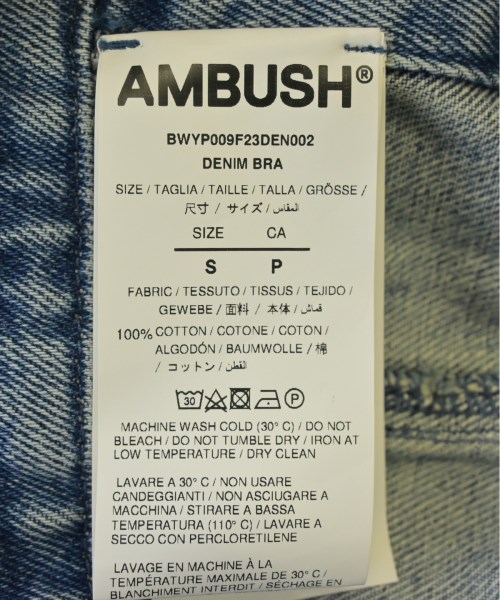 AMBUSH®
BWYP009F23DEN002
DENIM BRA
SIZE / TAGLIA / TAILLE / TALLA / GRÖSSE /
尺寸 / サイズ / المقاس
SIZE CA
S P
FABRIC / TESSUTO / TISSUS / TEJIDO /
GEWEBE / 面料 / 本体 / قماش
100% COTTON / COTONE / COTON /
ALGODÓN / BAUMWOLLE / 棉
/ コットン / القطن
30 P
MACHINE WASH COLD (30° C) / DO NOT
BLEACH / DO NOT TUMBLE DRY / IRON AT
LOW TEMPERATURE / DRY CLEAN
LAVARE A 30° C / NON USARE
CANDEGGIANTI / NON ASCIUGARE A
MACCHINA / STIRARE A BASSA
TEMPERATURA (110° C) / LAVARE A
SECCO CON PERCLORETILENE
LAVAGE EN MACHINE À LA
TEMPÉRATURE MAXIMALE DE 30° C /
BLANCHIMENT INTERDIT / SÉCHAGE EN